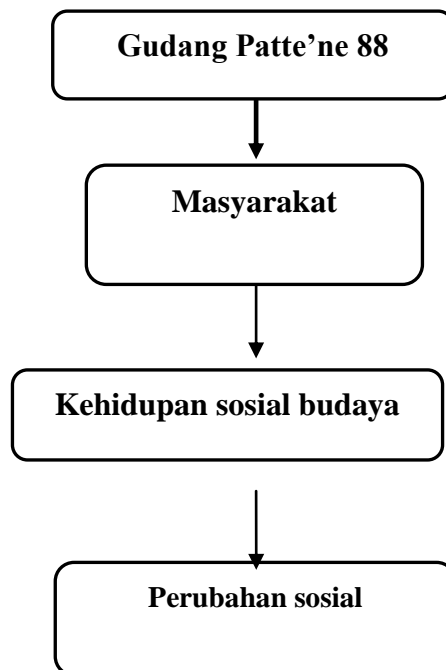 Gudang Patte’ne 88
Masyarakat
Kehidupan sosial budaya
Perubahan sosial